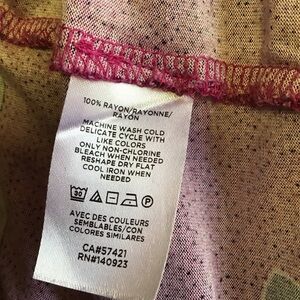 100% RAYON/RAYONNE/
RAYON
MACHINE WASH COLD
DELICATE CYCLE WITH
LIKE COLORS
ONLY NON-CHLORINE
BLEACH WHEN NEEDED
RESHAPE DRY FLAT
COOL IRON WHEN
NEEDED
30
P
AVEC DES COULEURS
SEMBLABLES/CON
COLORES SIMILARES
CA#57421
RN#140923